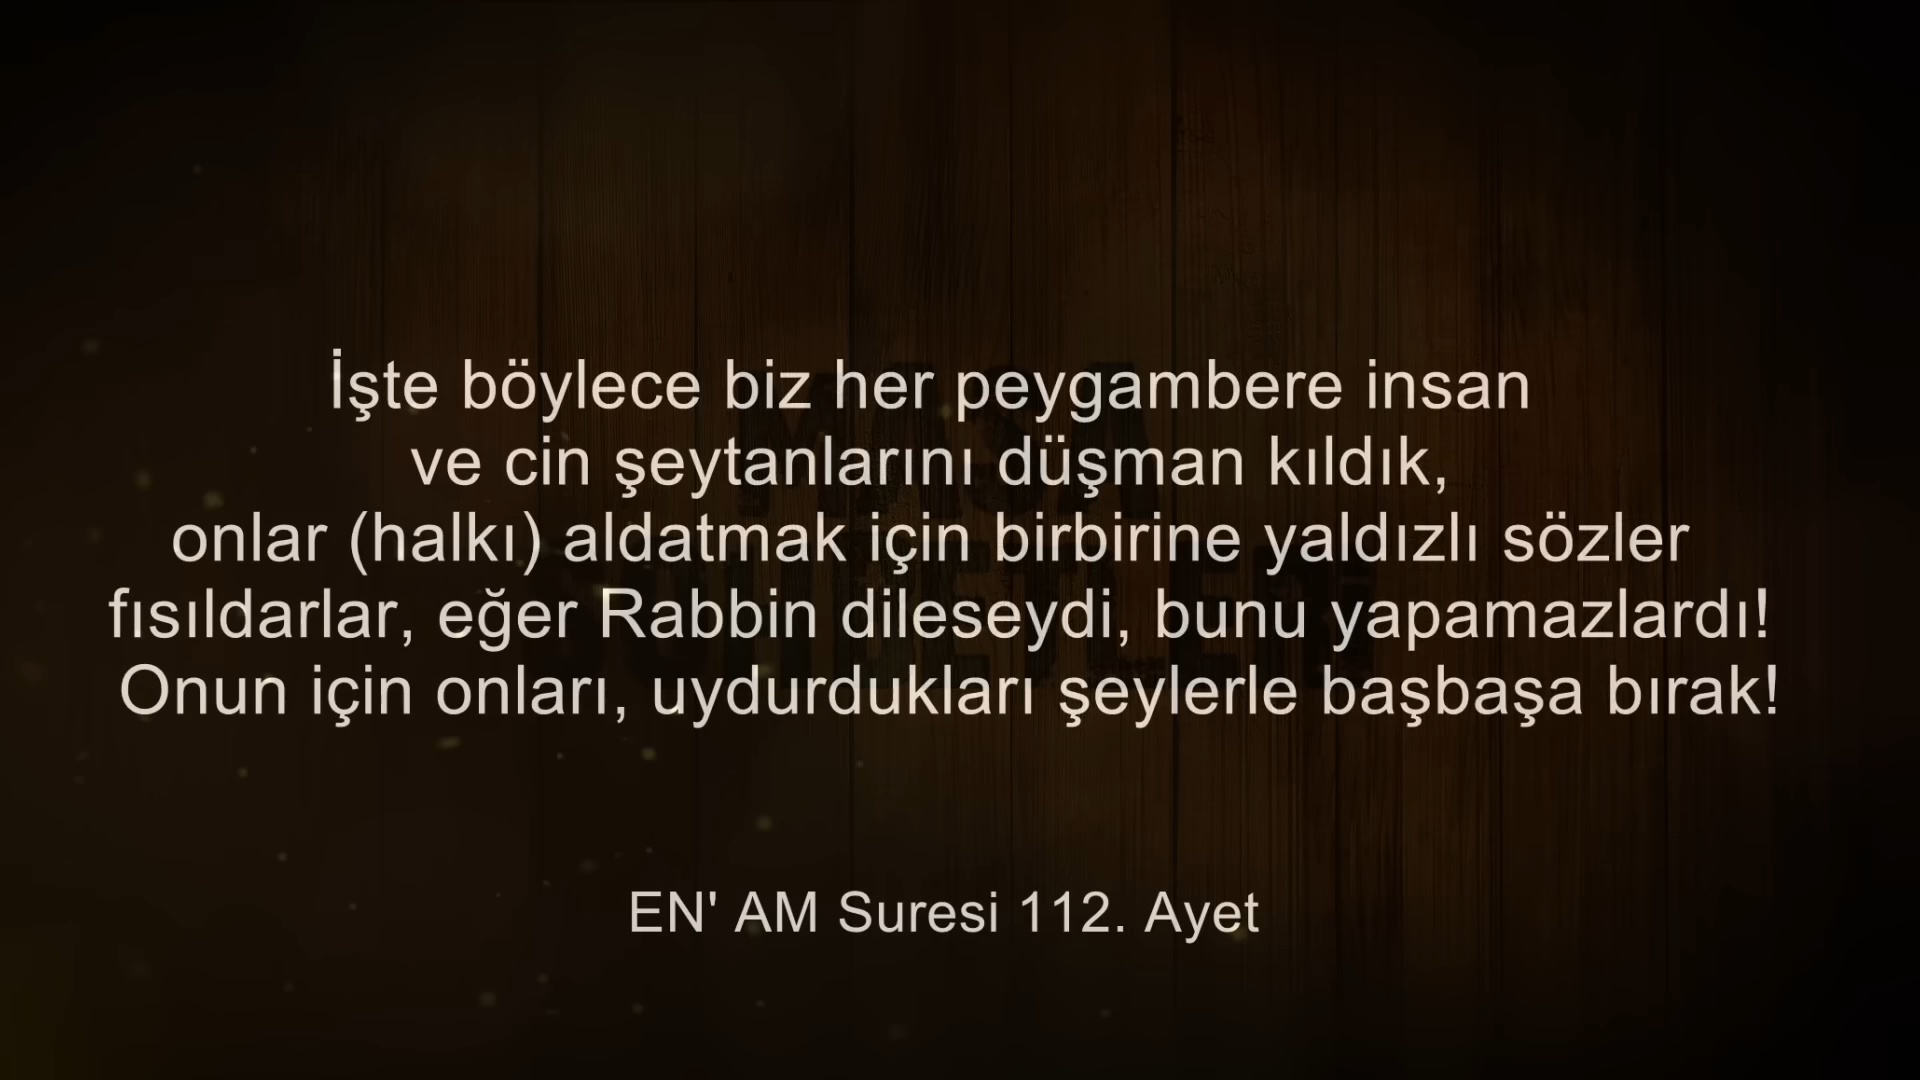 İşte böylece biz her peygambere insan
ve cin şeytanlarını düşman kıldık,
onlar (halkı) aldatmak için birbirine yaldızlı sözler
fısıldarlar, eğer Rabbin dileseydi, bunu yapamazlardı!
Onun için onları, uydurdukları şeylerle başbaşa bırak!
EN' AM Suresi 112. Ayet